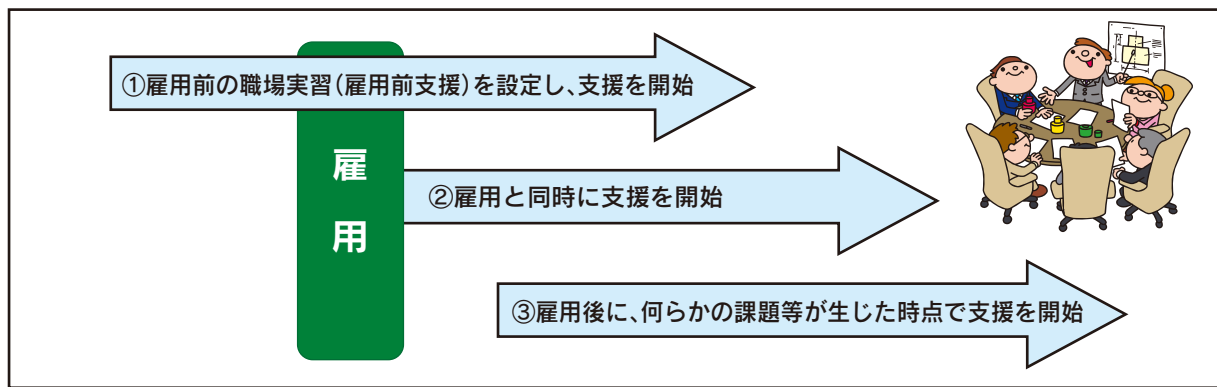 ①雇用前の職場実習(雇用前支援)を設定し、支援を開始
雇用
②雇用と同時に支援を開始
③雇用後に、何らかの課題等が生じた時点で支援を開始